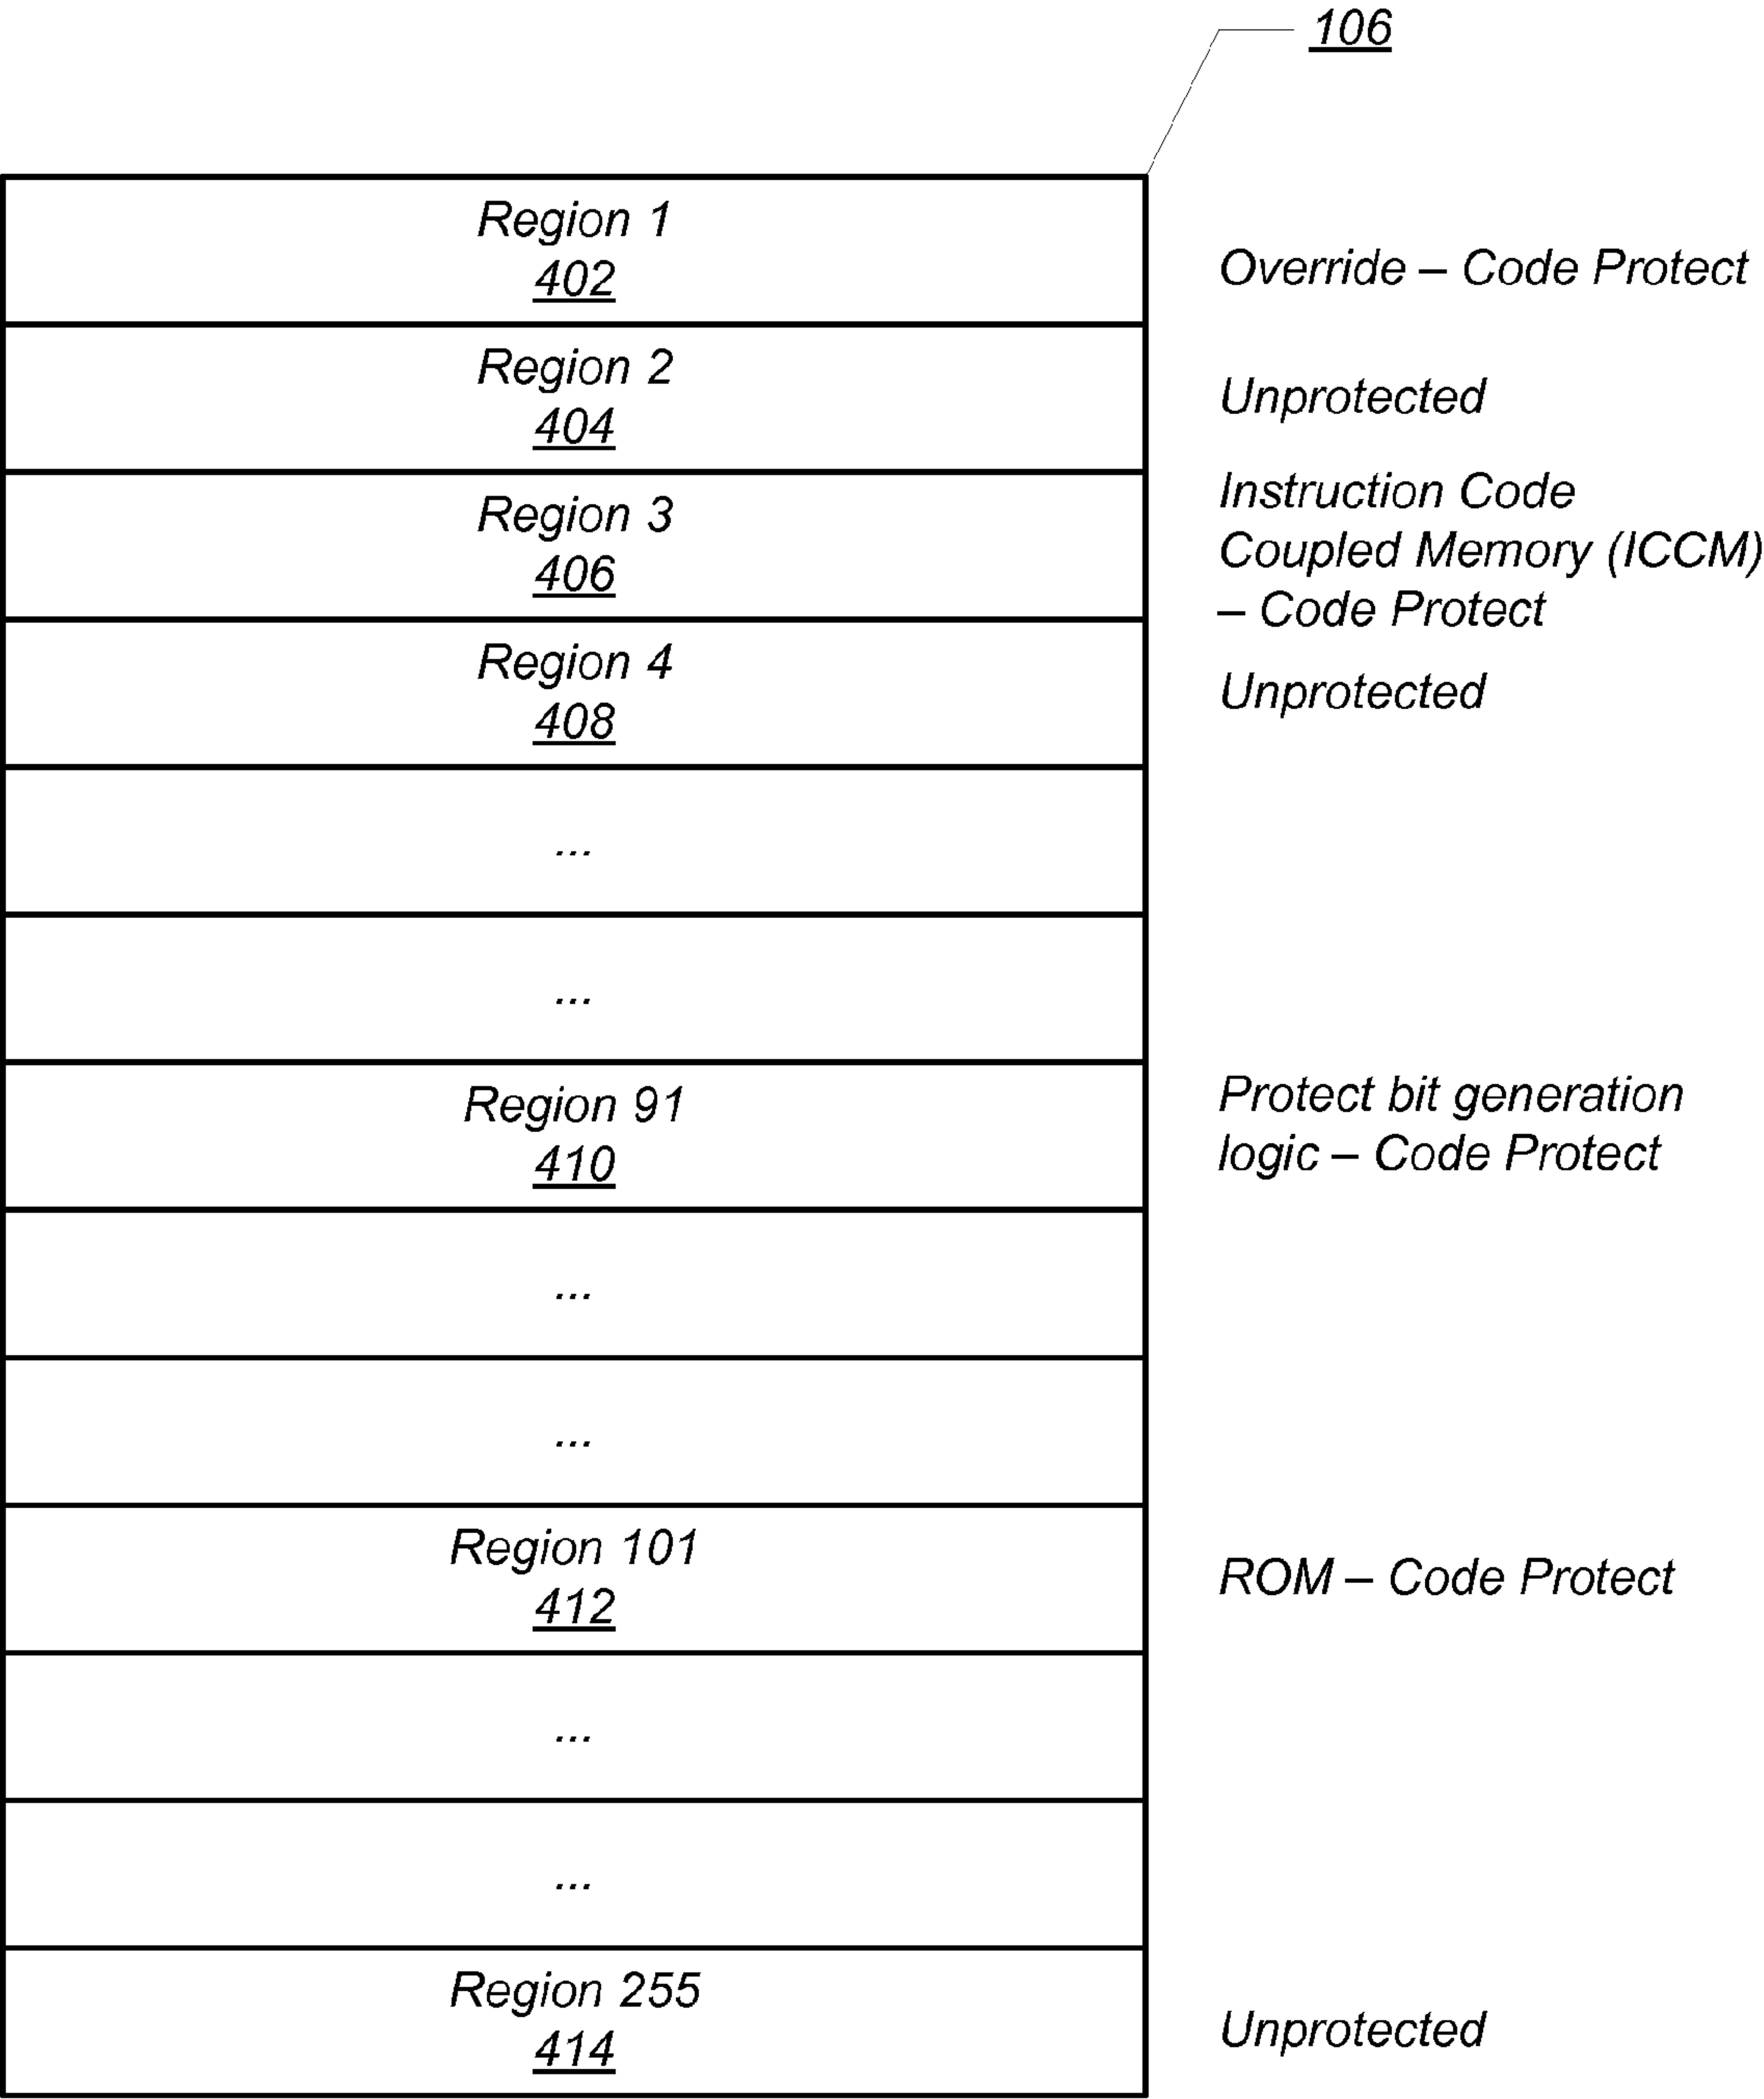 106
Region 1
402
Override – Code Protect
Region 2
404
Unprotected
Region 3
406
Instruction Code
Coupled Memory (ICCM)
– Code Protect
Region 4
408
Unprotected
...
...
Region 91
410
Protect bit generation
logic – Code Protect
...
...
Region 101
412
ROM – Code Protect
...
...
Region 255
414
Unprotected